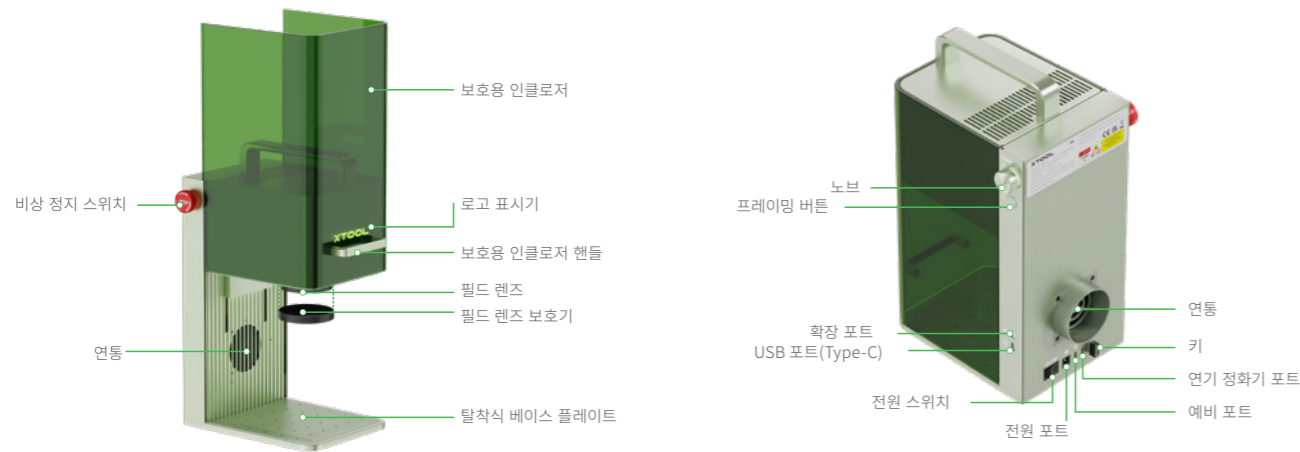 보호용 인클로저
비상 정지 스위치
로고 표시기
XTOOL
보호용 인클로저 핸들
필드 렌즈
필드 렌즈 보호기
연통
탈착식 베이스 플레이트
XTOOL
CE
노브
프레이밍 버튼
연통
확장 포트
USB 포트(Type-C)
키
연기 정화기 포트
전원 스위치
예비 포트
전원 포트